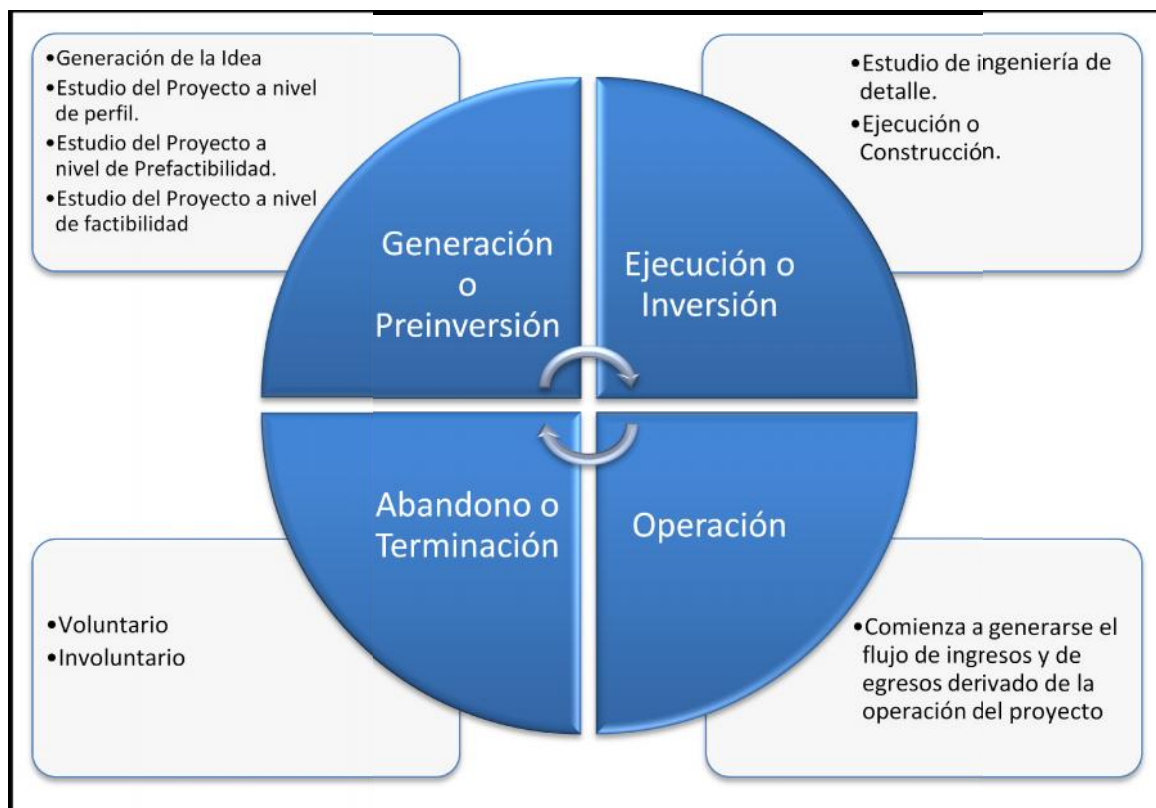 •Generación de la Idea
•Estudio del Proyecto a nivel
de perfil.
•Estudio del Proyecto a
nivel de Prefactibilidad.
•Estudio del Proyecto a nivel
de factibilidad
•Estudio de ingeniería de
detalle.
•Ejecución o
Construcción.
Generación
o
Preinversión
Ejecución o
Inversión
Abandono o
Terminación
Operación
•Voluntario
•Involuntario
•Comienza a generarse el
flujo de ingresos y de
egresos derivado de la
operación del proyecto